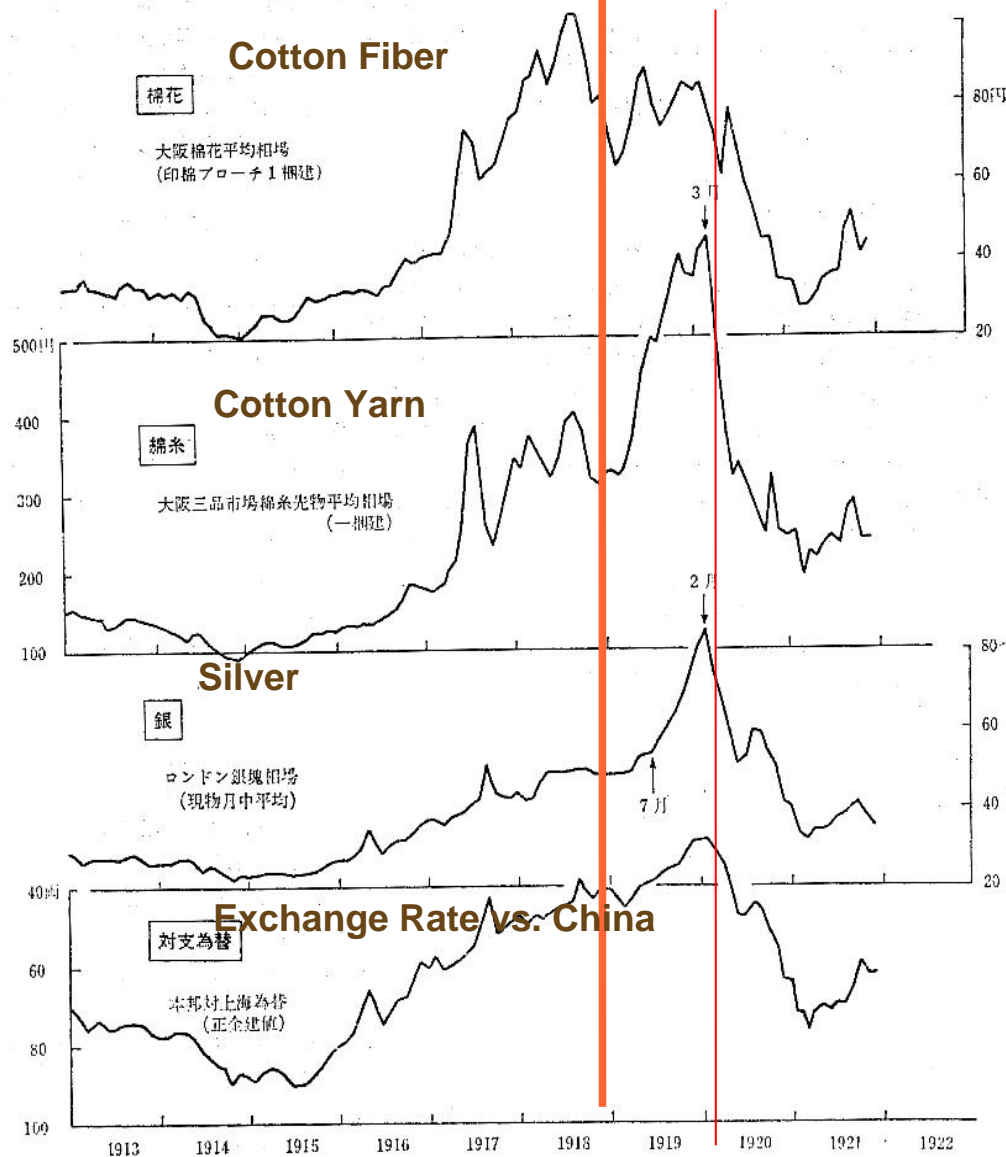 Cotton Fiber
棉花
80円
大阪棉花平均相場
(印棉ブローチ1梱建)
60
3月
40
20
500円
Cotton Yarn
400
綿糸
300
大阪三品市場綿糸先物平均相場
(一梱建)
200
2月
100
80
Silver
銀
60
ロンドン銀塊相場
(現物月中平均)
7月
40
20
40両
Exchange Rate vs. China
対支為替
60
本邦対上海為替
(正金建値)
80
100
1913 1914 1915 1916 1917 1918 1919 1920 1921 1922